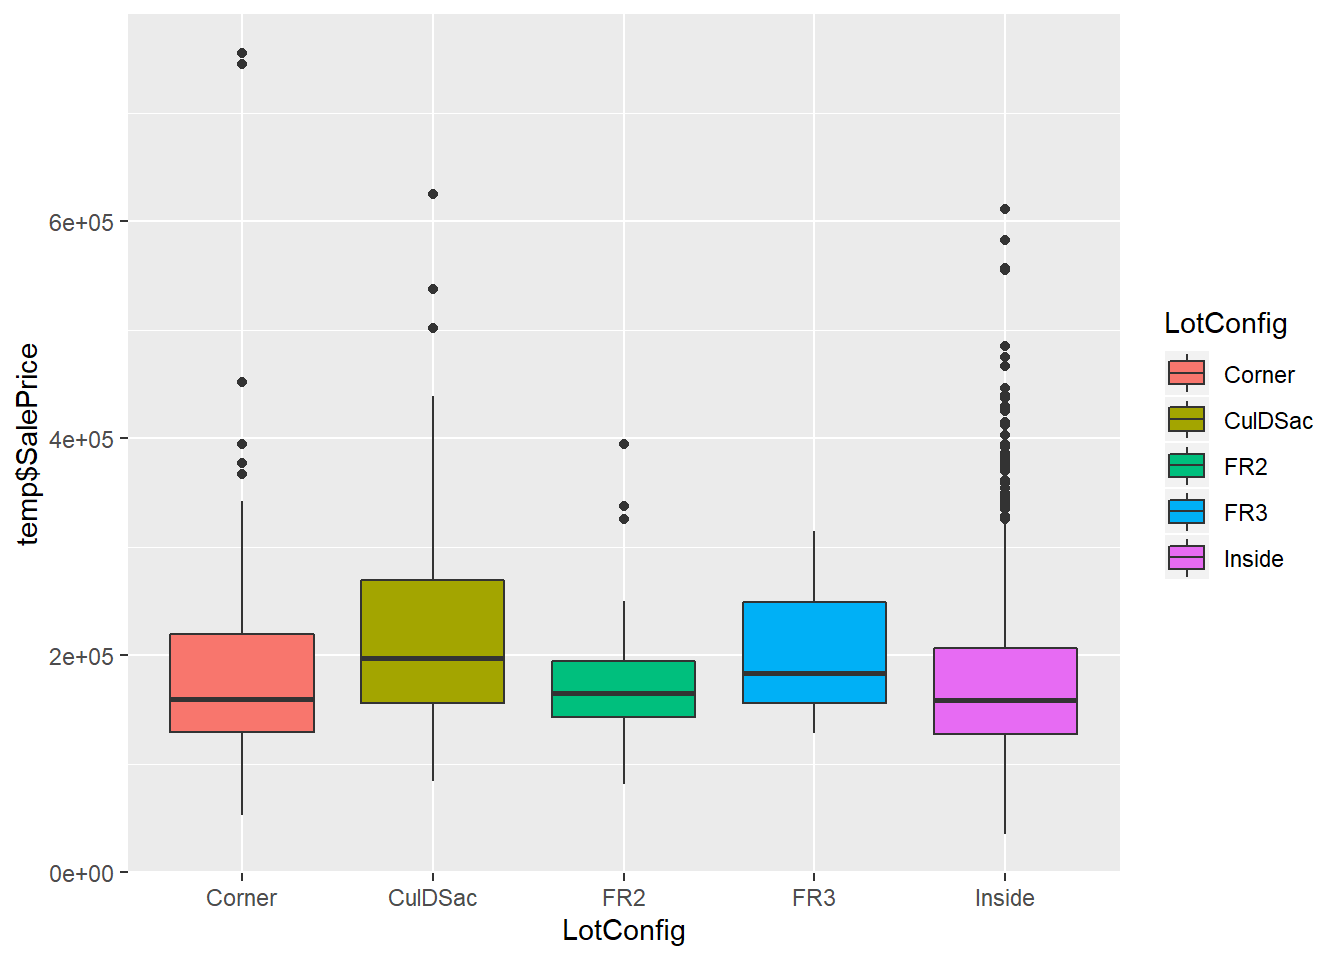 temp$SalePrice
6e+05
4e+05
2e+05
0e+00
Corner
CulDSac
FR2
FR3
Inside
LotConfig
LotConfig
Corner
CulDSac
FR2
FR3
Inside